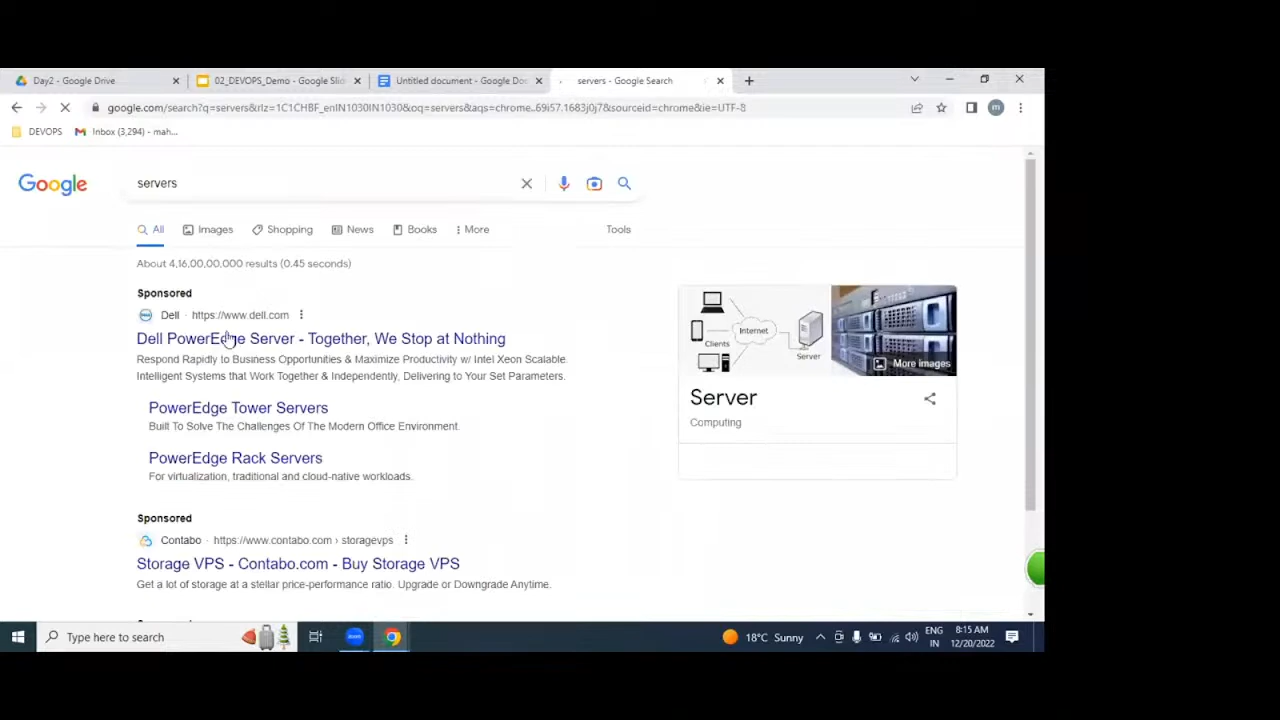 Day2 - Google Drive
02_DEVOPS_Demo - Google Slid
Untitled document - Google Doc
servers - Google Search
google.com/search?q=servers&rlz=1C1CHBF_enIN1030IN1030&oq=servers&aqs=chrome..69i57.1683j0j7&sourceid=chrome&ie=UTF-8
m
DEVOPS
Inbox (3,294) - mah...
Google
servers
All
Images
Shopping
News
Books
More
Tools
About 4,16,00,00,000 results (0.45 seconds)
Sponsored
Dell · https://www.dell.com
Dell PowerEdge Server - Together, We Stop at Nothing
Respond Rapidly to Business Opportunities & Maximize Productivity w/ Intel Xeon Scalable.
Intelligent Systems that Work Together & Independently, Delivering to Your Set Parameters.
PowerEdge Tower Servers
Built To Solve The Challenges Of The Modern Office Environment.
PowerEdge Rack Servers
For virtualization, traditional and cloud-native workloads.
Sponsored
Contabo · https://www.contabo.com › storagevps
Storage VPS - Contabo.com - Buy Storage VPS
Get a lot of storage at a stellar price-performance ratio. Upgrade or Downgrade Anytime.
Internet
Clients
Server
More images
Server
Computing
Type here to search
zoom
18°C Sunny
ENG
IN
8:15 AM
12/20/2022